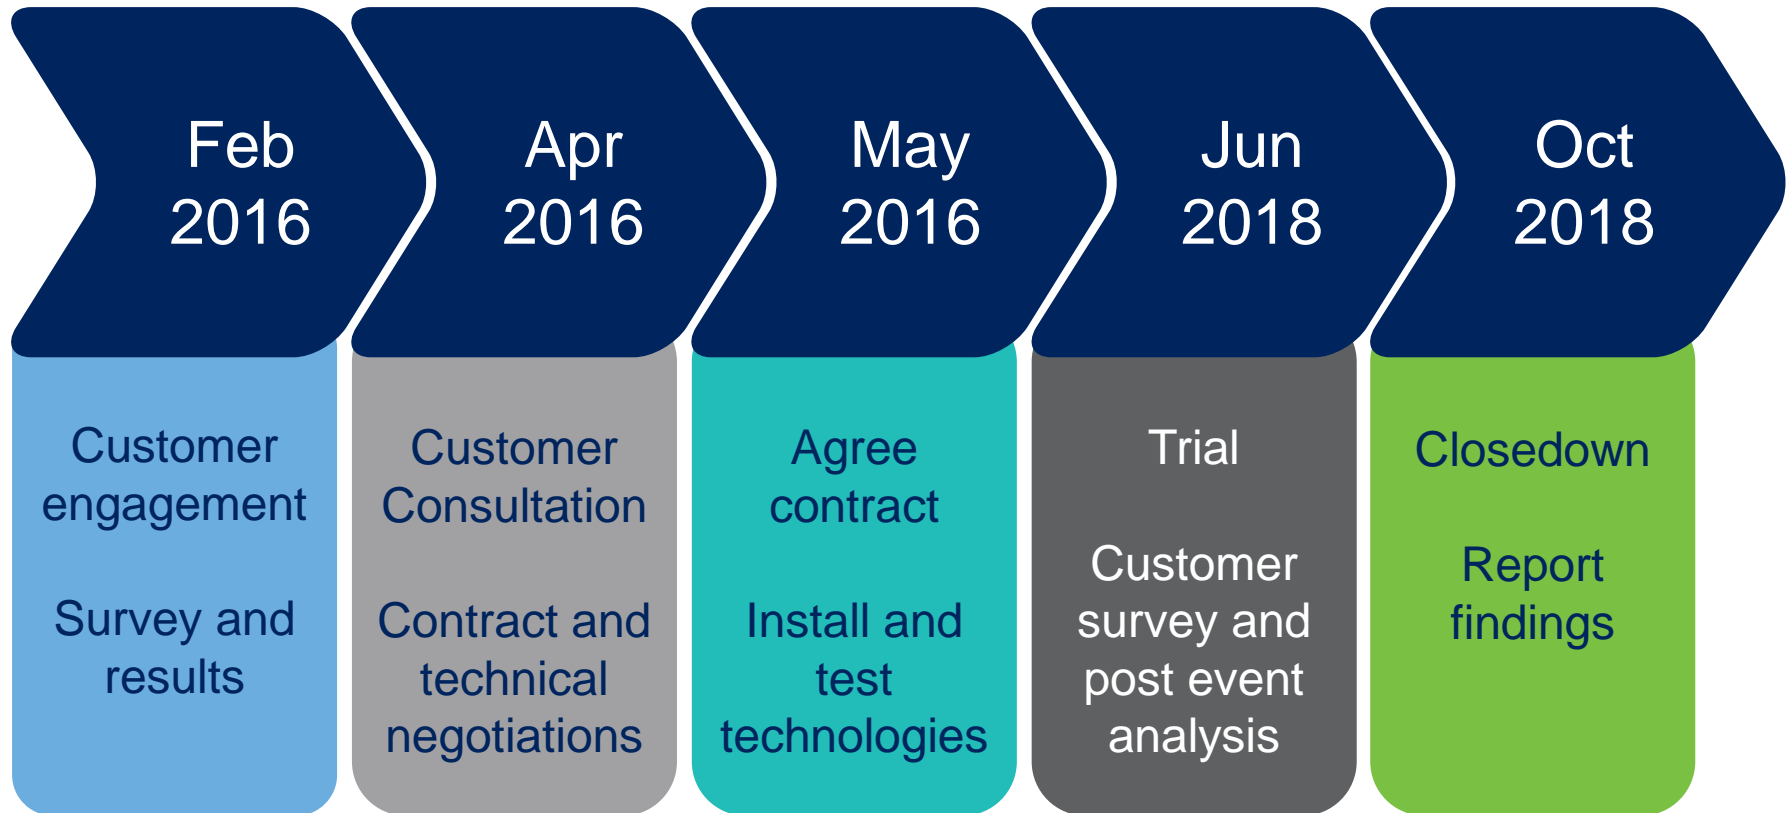 Feb
2016
Apr
2016
May
2016
Jun
2018
Oct
2018
Customer
engagement
Survey and
results
Customer
Consultation
Contract and
technical
negotiations
Agree
contract
Install and
test
technologies
Trial
Customer
survey and
post event
analysis
Closedown
Report
findings